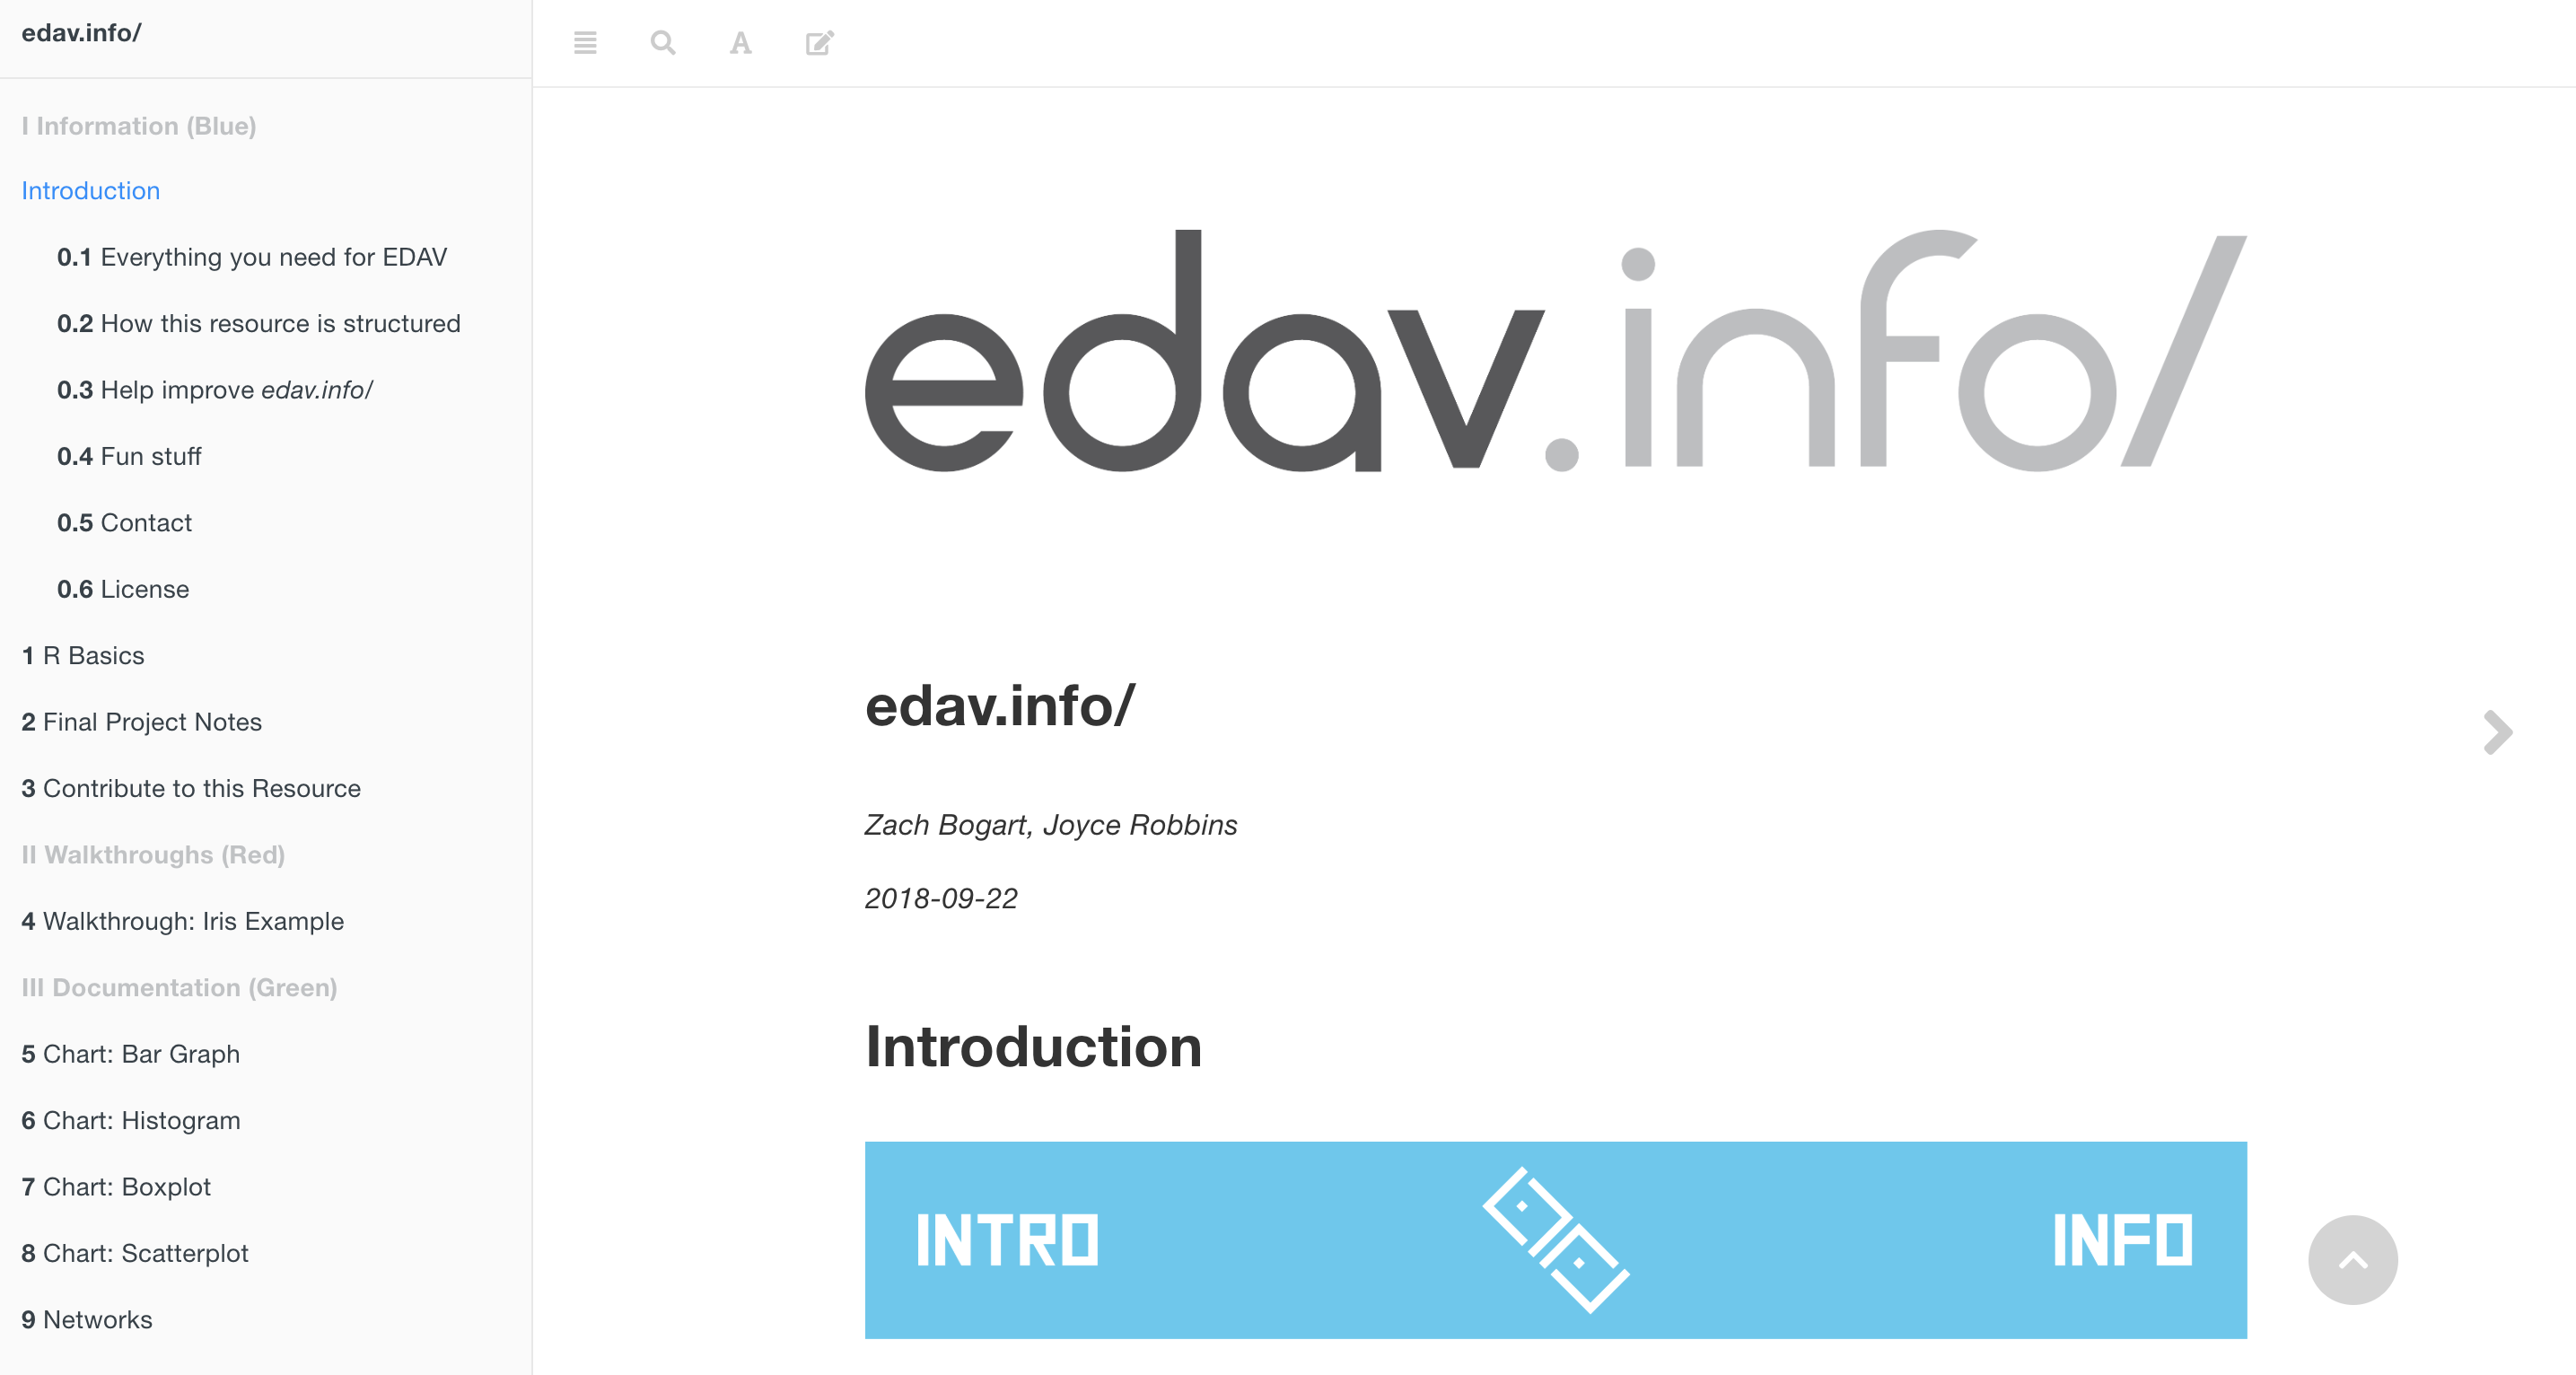 edav.info/
I Information (Blue)
Introduction
0.1 Everything you need for EDAV
0.2 How this resource is structured
0.3 Help improve edav.info/
0.4 Fun stuff
0.5 Contact
0.6 License
1 R Basics
2 Final Project Notes
3 Contribute to this Resource
II Walkthroughs (Red)
4 Walkthrough: Iris Example
III Documentation (Green)
5 Chart: Bar Graph
6 Chart: Histogram
7 Chart: Boxplot
8 Chart: Scatterplot
9 Networks
A
edav.info/
edav.info/
Zach Bogart, Joyce Robbins
2018-09-22
Introduction
INTRO
INFO